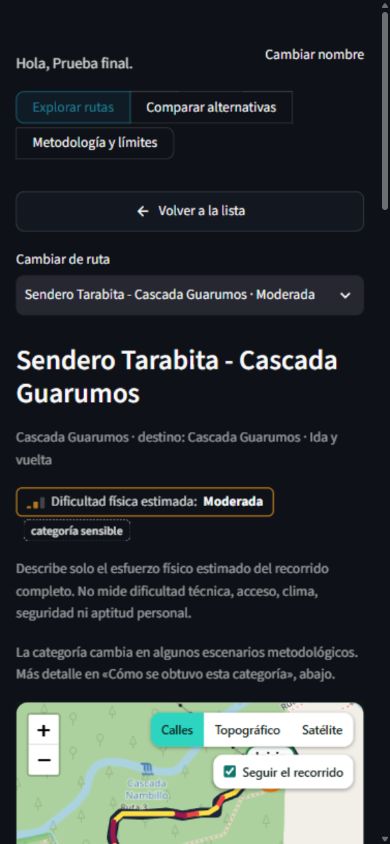 Cambiar nombre
Hola, Prueba final.
Explorar rutas
Comparar alternativas
Metodología y límites
← Volver a la lista
Cambiar de ruta
Sendero Tarabita - Cascada Guarumos · Moderada
Sendero Tarabita - Cascada
Guarumos
Cascada Guarumos · destino: Cascada Guarumos · Ida y
vuelta
Dificultad física estimada: Moderada
categoría sensible
Describe solo el esfuerzo físico estimado del recorrido
completo. No mide dificultad técnica, acceso, clima,
seguridad ni aptitud personal.
La categoría cambia en algunos escenarios metodológicos.
Más detalle en «Cómo se obtuvo esta categoría», abajo.
+
−
Calles
Topográfico
Satélite
Seguir el recorrido
Cascada
Nambillo